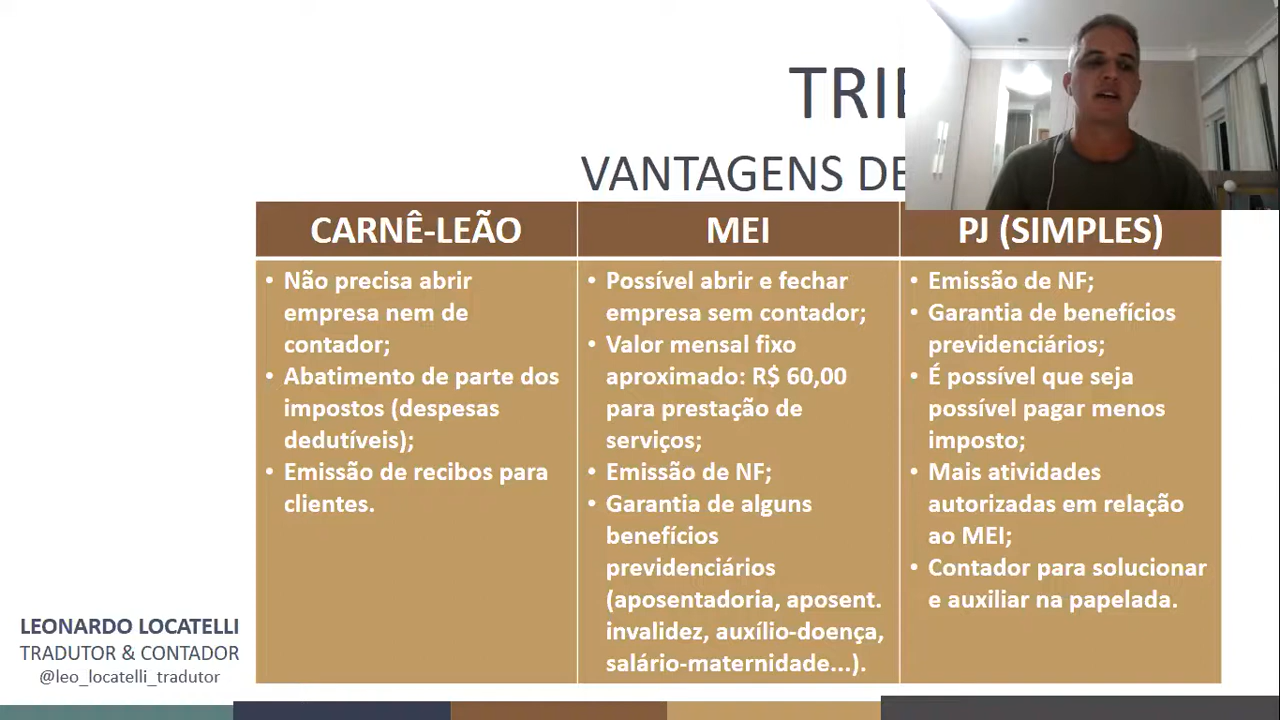 VANTAGENS
CARNÊ-LEÃO
Não precisa abrir
empresa nem de
contador;
Abatimento de parte dos
impostos (despesas
dedutíveis);
Emissão de recibos para
clientes.
MEI
Possível abrir e fechar
empresa sem contador;
Valor mensal fixo
aproximado: R$ 60,00
para prestação de
serviços;
Emissão de NF;
Garantia de alguns
benefícios
previdenciários
(aposentadoria, aposent.
invalidez, auxílio-doença,
salário-maternidade...).
PJ (SIMPLES)
Emissão de NF;
Garantia de benefícios
previdenciários;
É possível que seja
possível pagar menos
imposto;
Mais atividades
autorizadas em relação
ao MEI;
Contador para solucionar
e auxiliar na papelada.
LEONARDO LOCATELLI
TRADUTOR & CONTADOR
@leo_locatelli_tradutor